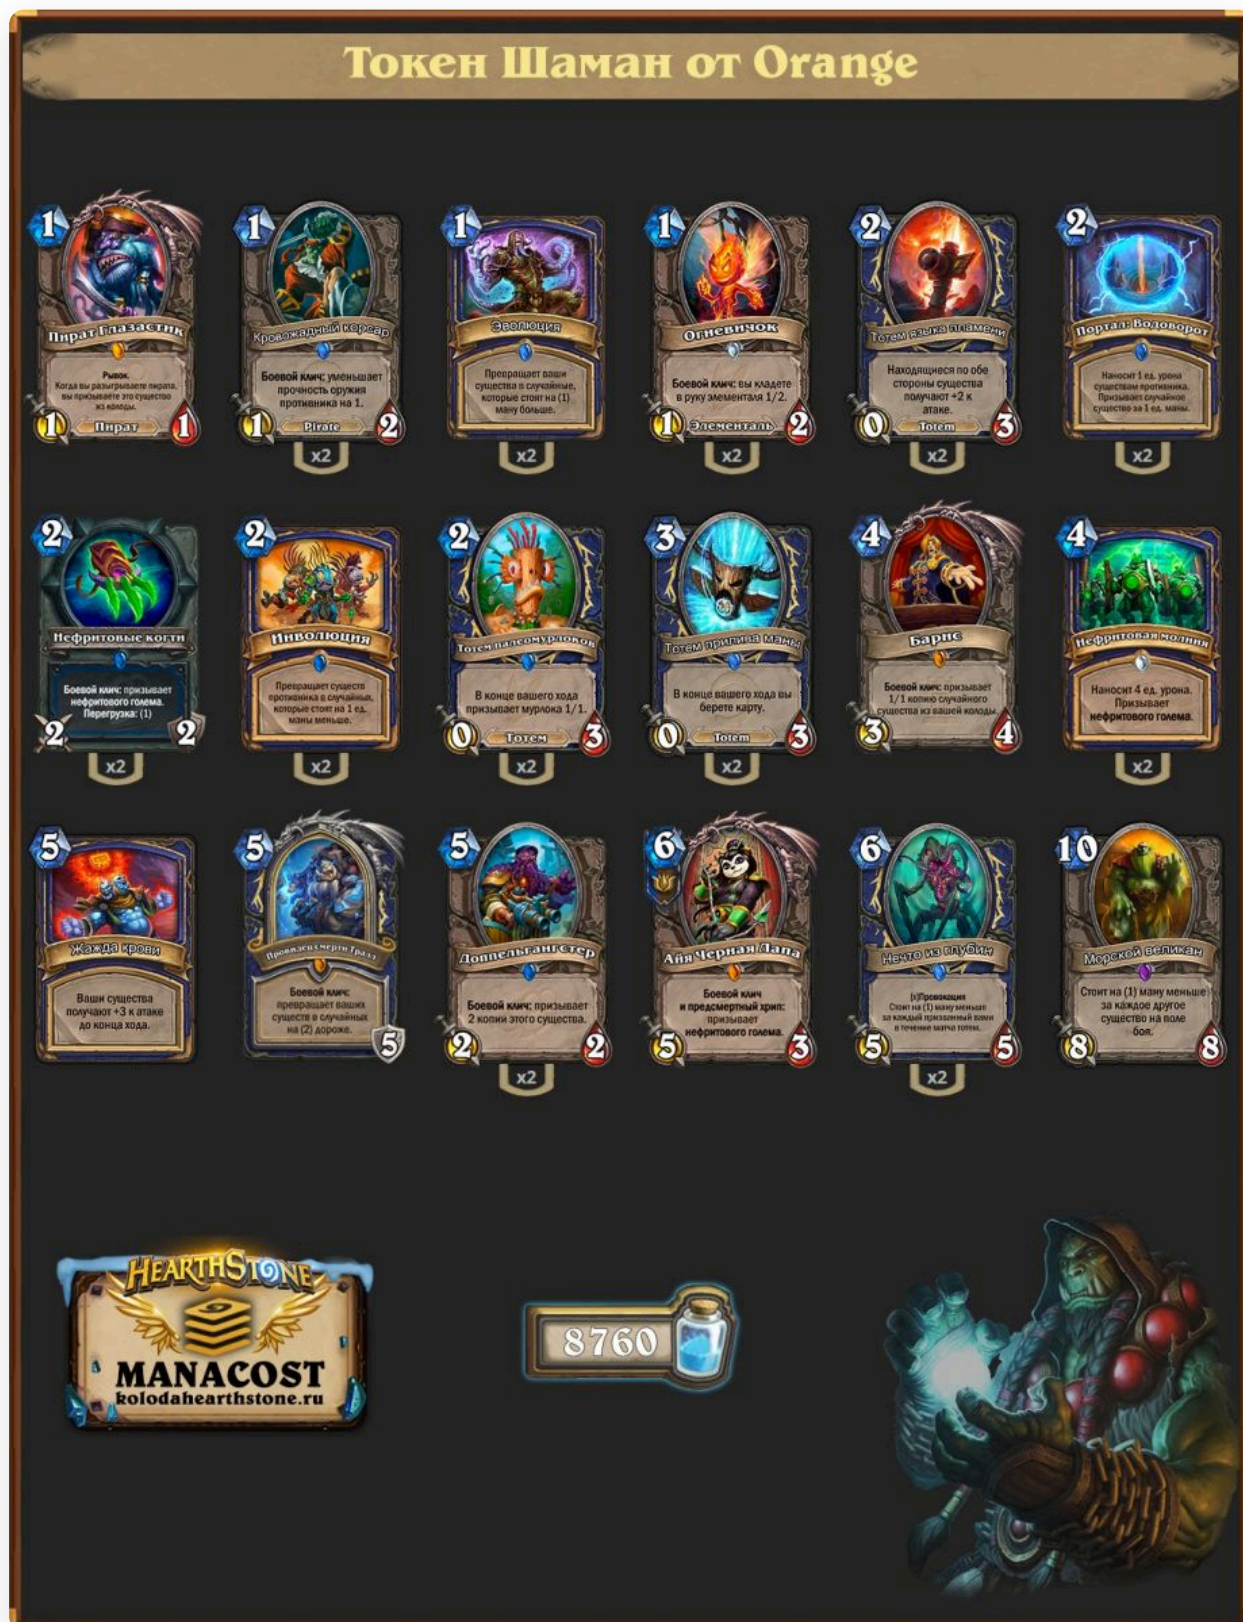 Токен Шаман от Orange
1
Пират Глазастик
Рывок.
Когда вы разыгрываете пирата,
вы призываете это существо
из колоды.
1
Пират
1
1
Кровожадный корсар
Боевой клич: уменьшает
прочность оружия
противника на 1.
1
Pirate
2
x2
1
Эволюция
Превращает ваши
существа в случайные,
которые стоят на (1)
ману больше.
x2
1
Огневичок
Боевой клич: вы кладете
в руку элементаля 1/2.
1
Элементаль
2
x2
2
Тотем языка пламени
Находящиеся по обе
стороны существа
получают +2 к
атаке.
0
Totem
3
x2
2
Портал: Водоворот
Наносит 1 ед. урона
существам противника.
Призывает случайное
существо за 1 ед. маны.
x2
2
Нефритовые когти
Боевой клич: призывает
нефритового голема.
Перегрузка: (1)
2
2
x2
2
Инволюция
Превращает существ
противника в случайных,
которые стоят на 1 ед.
маны меньше.
x2
2
Тотем палеомурлоков
В конце вашего хода
призывает мурлока 1/1.
0
Тотем
3
x2
3
Тотем прилива маны
В конце вашего хода вы
берете карту.
0
Totem
3
x2
4
Барнс
Боевой клич: призывает
1/1 копию случайного
существа из вашей колоды.
3
4
4
Нефритовая молния
Наносит 4 ед. урона.
Призывает
нефритового голема.
x2
5
Жажда крови
Ваши существа
получают +3 к атаке
до конца хода.
5
Провидец смерти Тралл
Боевой клич:
превращает ваших
существ в случайных
на (2) дороже.
5
5
Доппельгангстер
Боевой клич: призывает
2 копии этого существа.
2
2
x2
6
Айя Черная Лапа
Боевой клич
и предсмертный хрип:
призывает
нефритового голема.
5
3
6
Нечто из глубин
[x]Провокация
Стоит на (1) ману меньше
за каждый призванный вами
в течение матча тотем.
5
5
x2
10
Морской великан
Стоит на (1) ману меньше
за каждое другое
существо на поле
боя.
8
8
HEARTHSTONE
MANACOST
kolodahearthstone.ru
8760